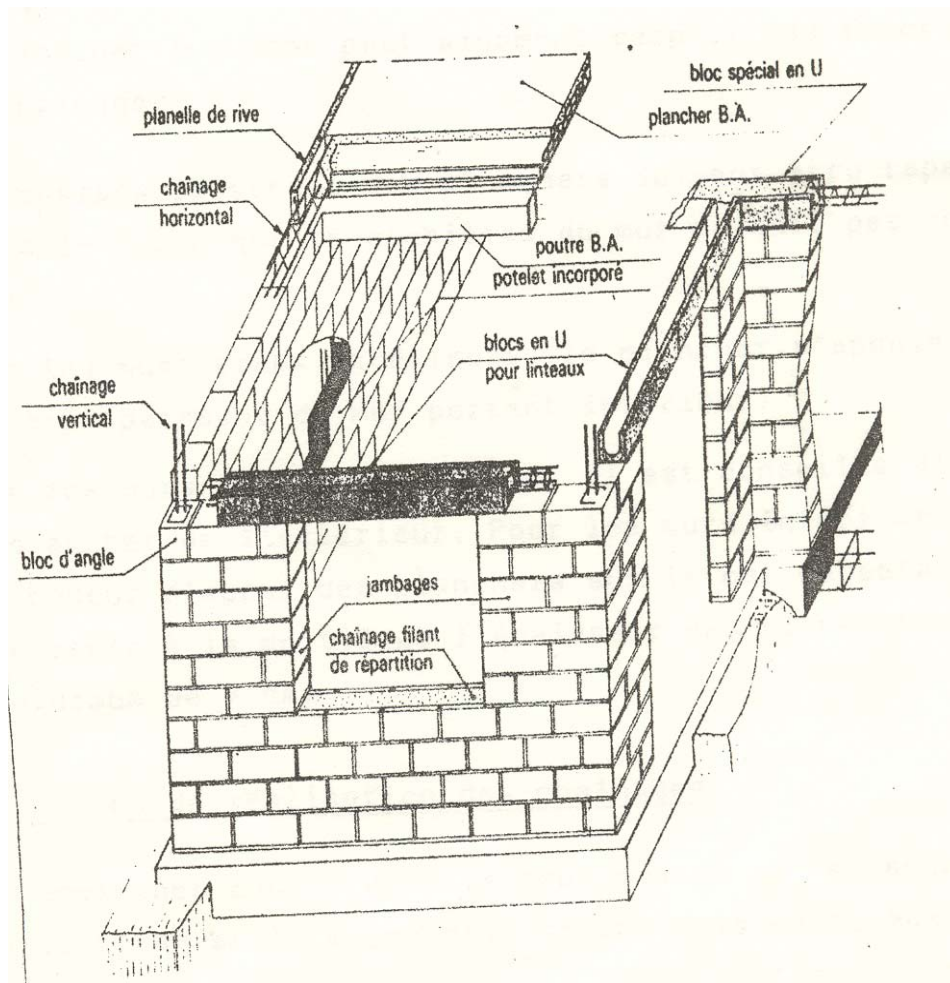 bloc spécial en U
planelle de rive
plancher B.A.
chaînage
horizontal
poutre B.A.
potelet incorporé
blocs en U
pour linteaux
chaînage
vertical
bloc d'angle
jambages
chaînage filant
de répartition